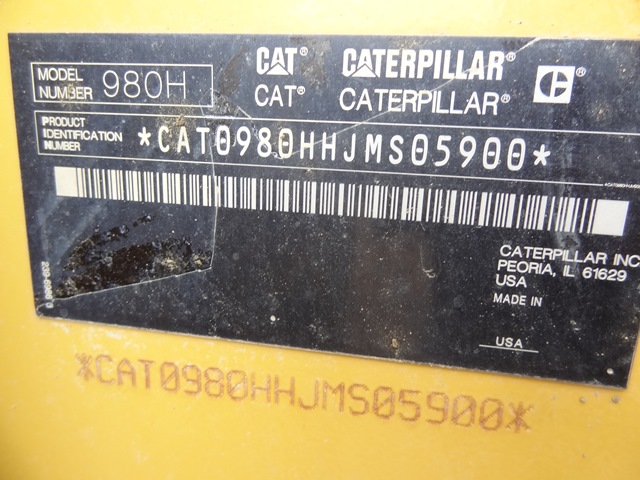 MODEL NUMBER 980H
CAT® CATERPILLAR® C®
CAT® CATERPILLAR®
PRODUCT IDENTIFICATION NUMBER *CAT0980HHJMS05900*
CATERPILLAR INC
PEORIA, IL 61629
USA
MADE IN
USA
*CAT0980HHJMS05900*